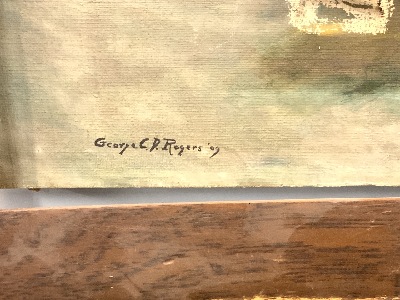 George C. P. Rogers '09